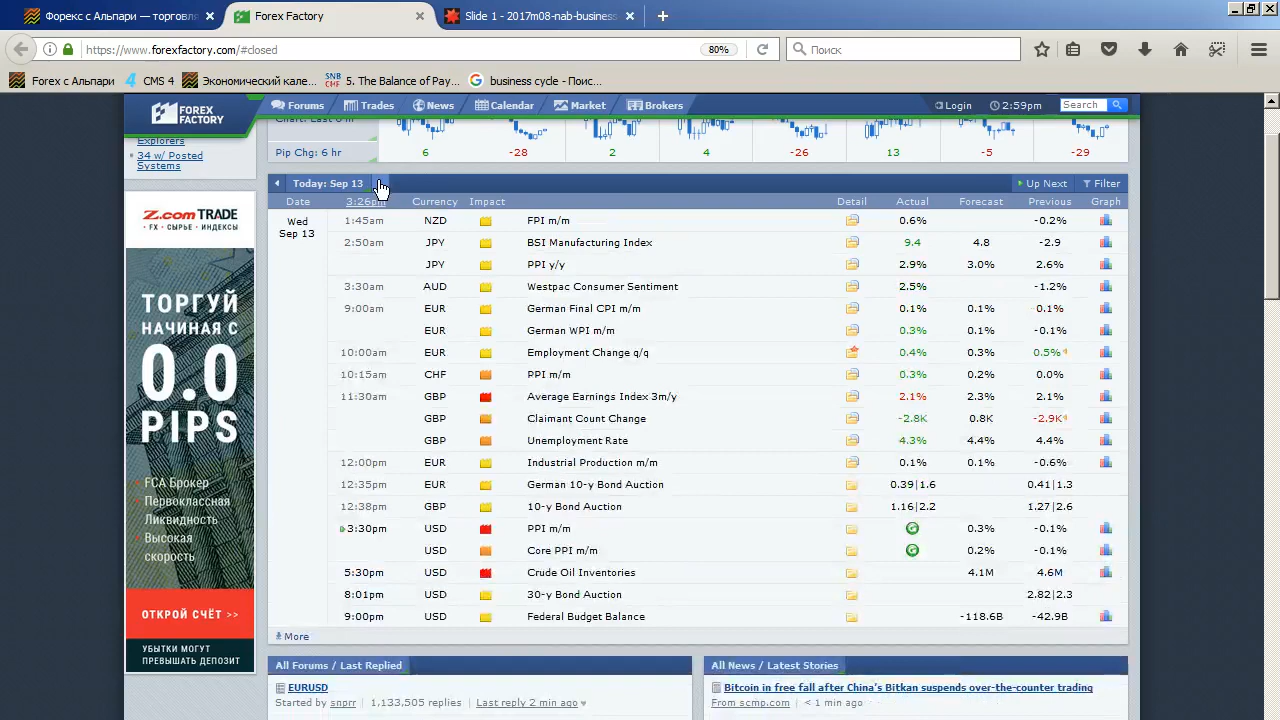 Форекс с Альпари — торговля
Forex Factory
Slide 1 - 2017m08-nab-business-
https://www.forexfactory.com/#closed
80%
Поиск
Forex с Альпари
CMS 4
Экономический кале...
SNB CHF
5. The Balance of Pay...
business cycle - Поис...
FOREX FACTORY
Forums
Trades
News
Calendar
Market
Brokers
Login
2:59pm
Search
Explorers
34 w/ Posted
Systems
Pip Chg: 6 hr 6 -28 2 4 -26 13 -5 -29
Today: Sep 13
Up Next
Filter
Date 3:26pm Currency Impact Detail Actual Forecast Previous Graph
Wed
Sep 13
1:45am NZD FPI m/m 0.6% -0.2%
2:50am JPY BSI Manufacturing Index 9.4 4.8 -2.9
JPY PPI y/y 2.9% 3.0% 2.6%
3:30am AUD Westpac Consumer Sentiment 2.5% -1.2%
9:00am EUR German Final CPI m/m 0.1% 0.1% 0.1%
EUR German WPI m/m 0.3% 0.1% -0.1%
10:00am EUR Employment Change q/q 0.4% 0.3% 0.5%
10:15am CHF PPI m/m 0.3% 0.2% 0.0%
11:30am GBP Average Earnings Index 3m/y 2.1% 2.3% 2.1%
GBP Claimant Count Change -2.8K 0.8K -2.9K
GBP Unemployment Rate 4.3% 4.4% 4.4%
12:00pm EUR Industrial Production m/m 0.1% 0.1% -0.6%
12:35pm EUR German 10-y Bond Auction 0.39|1.6 0.41|1.3
12:38pm GBP 10-y Bond Auction 1.16|2.2 1.27|2.6
3:30pm USD PPI m/m 0.3% -0.1%
USD Core PPI m/m 0.2% -0.1%
5:30pm USD Crude Oil Inventories 4.1M 4.6M
8:01pm USD 30-y Bond Auction 2.82|2.3
9:00pm USD Federal Budget Balance -118.6B -42.9B
More
Z.com TRADE
FX • СЫРЬЕ • ИНДЕКСЫ
ТОРГУЙ
НАЧИНАЯ С
0.0
PIPS
FCA Брокер
Первоклассная
Ликвидность
Высокая
скорость
ОТКРОЙ СЧЁТ >>
УБЫТКИ МОГУТ
ПРЕВЫШАТЬ ДЕПОЗИТ
All Forums / Last Replied
EURUSD
Started by snprr | 1,133,505 replies | Last reply 2 min ago
All News / Latest Stories
Bitcoin in free fall after China's Bitkan suspends over-the-counter trading
From scmp.com | < 1 min ago